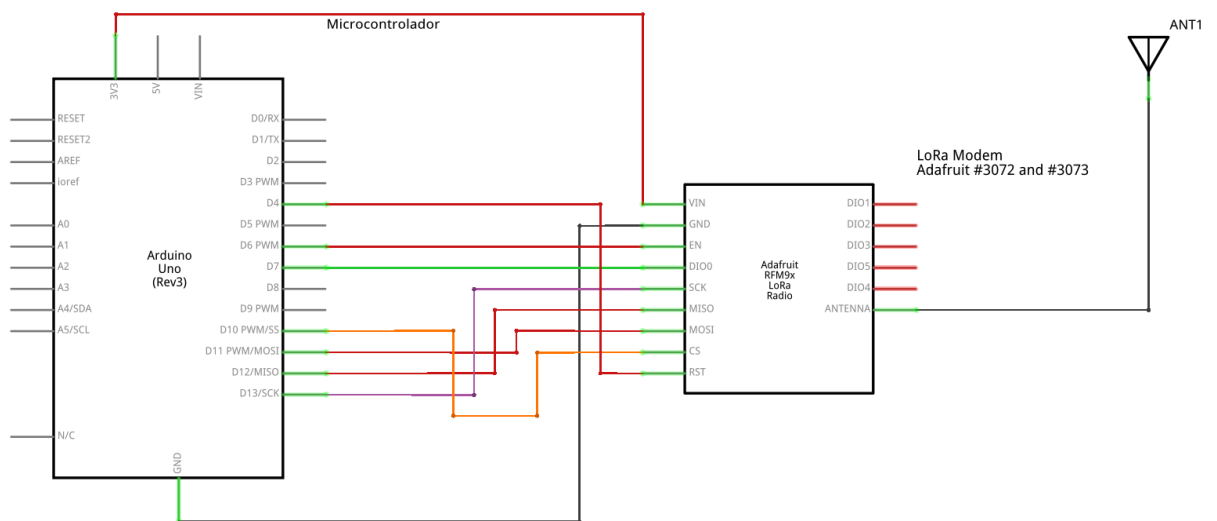 Microcontrolador
ANT1
3V3
5V
VIN
RESET
RESET2
AREF
ioref
A0
A1
A2
A3
A4/SDA
A5/SCL
N/C
Arduino
Uno
(Rev3)
D0/RX
D1/TX
D2
D3 PWM
D4
D5 PWM
D6 PWM
D7
D8
D9 PWM
D10 PWM/SS
D11 PWM/MOSI
D12/MISO
D13/SCK
GND
LoRa Modem
Adafruit #3072 and #3073
VIN
GND
EN
DIO0
SCK
MISO
MOSI
CS
RST
Adafruit
RFM9x
LoRa
Radio
DIO1
DIO2
DIO3
DIO5
DIO4
ANTENNA